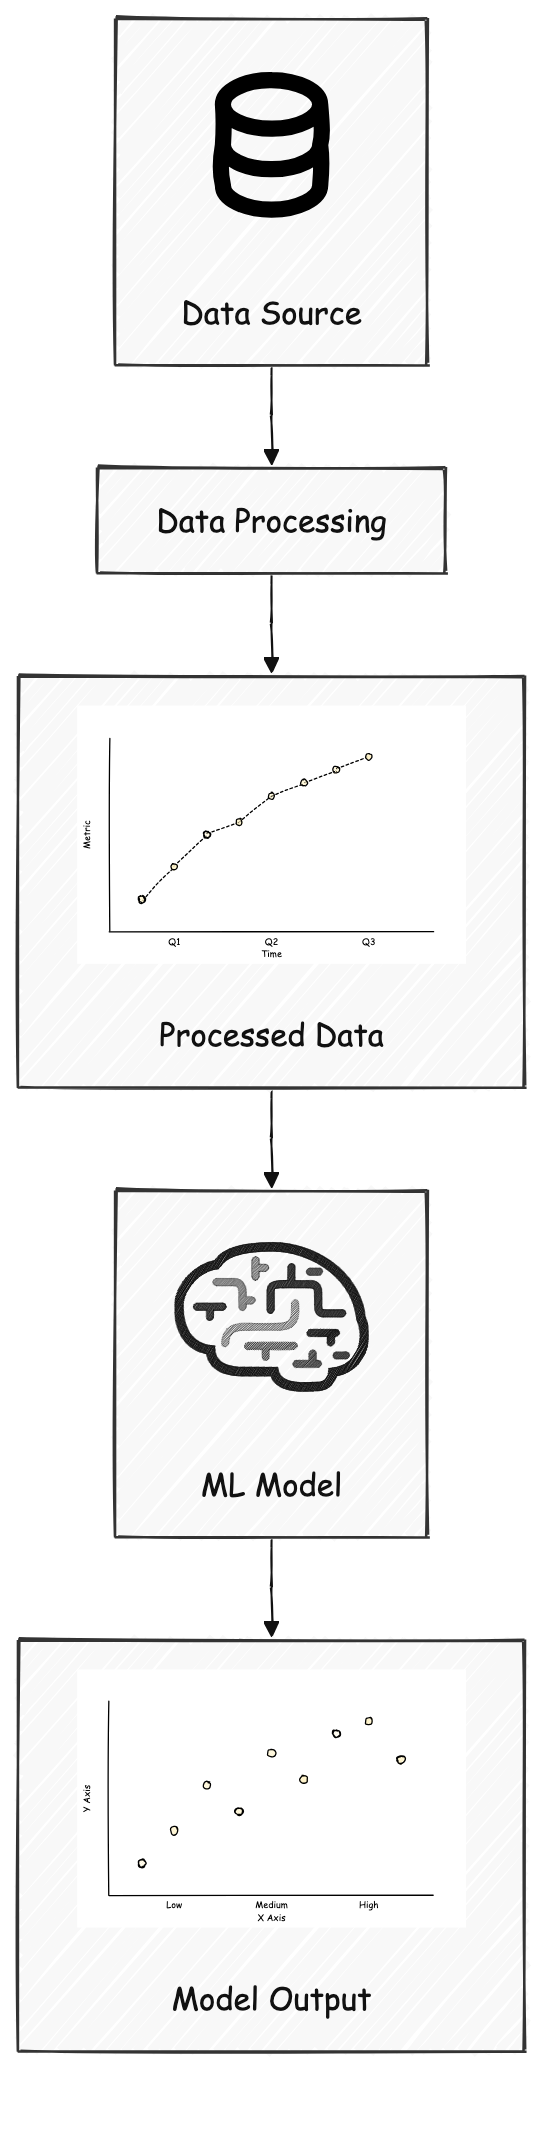 Data Source
Data Processing
Metric
Q1 Q2 Q3
Time
Processed Data
ML Model
Y Axis
Low Medium High
X Axis
Model Output